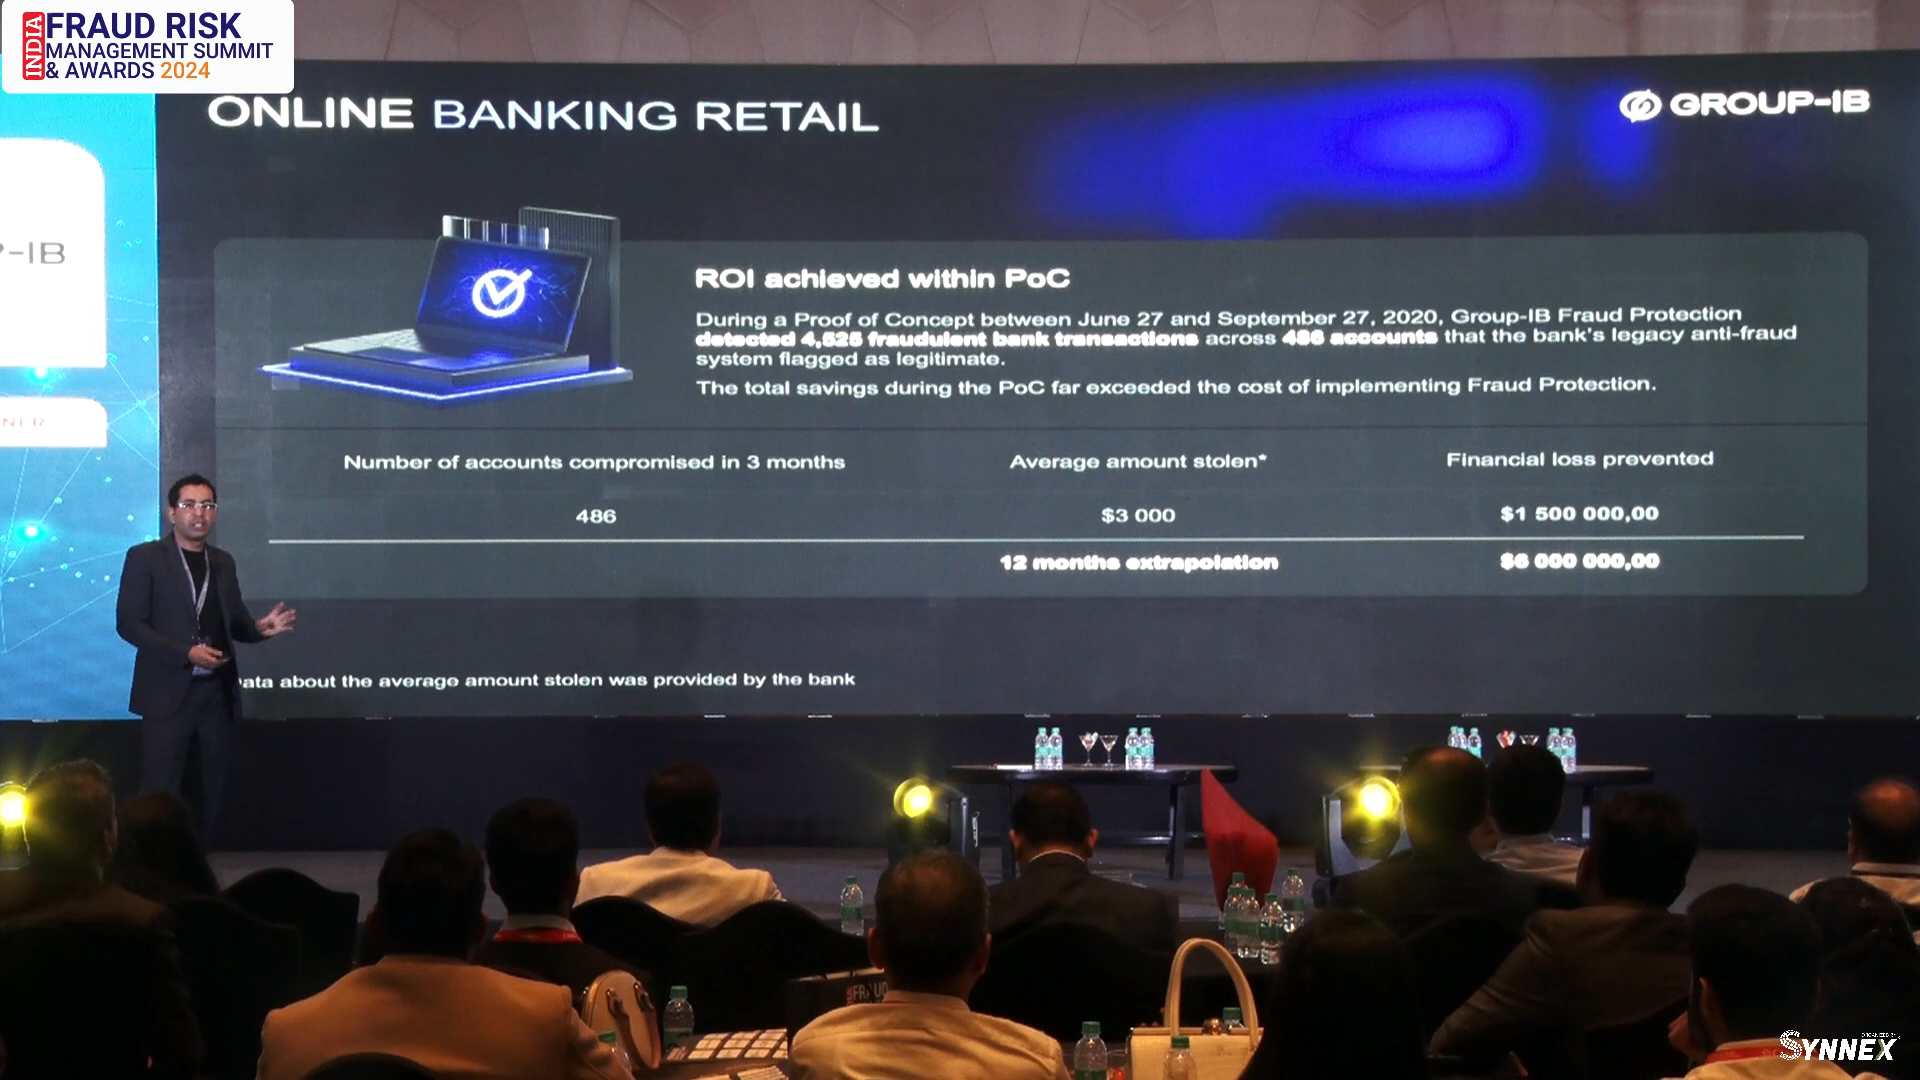 INDIA
FRAUD RISK
MANAGEMENT SUMMIT
& AWARDS 2024
ONLINE BANKING RETAIL
GROUP-IB
-IB
ROI achieved within PoC
During a Proof of Concept between June 27 and September 27, 2020, Group-IB Fraud Protection
detected 4,525 fraudulent bank transactions across 486 accounts that the bank's legacy anti-fraud
system flagged as legitimate.
The total savings during the PoC far exceeded the cost of implementing Fraud Protection.
Number of accounts compromised in 3 months
Average amount stolen*
Financial loss prevented
486
$3 000
$1 500 000,00
12 months extrapolation
$6 000 000,00
NER
ata about the average amount stolen was provided by the bank
FRAUD
ORGANIZED BY
SYNNEX